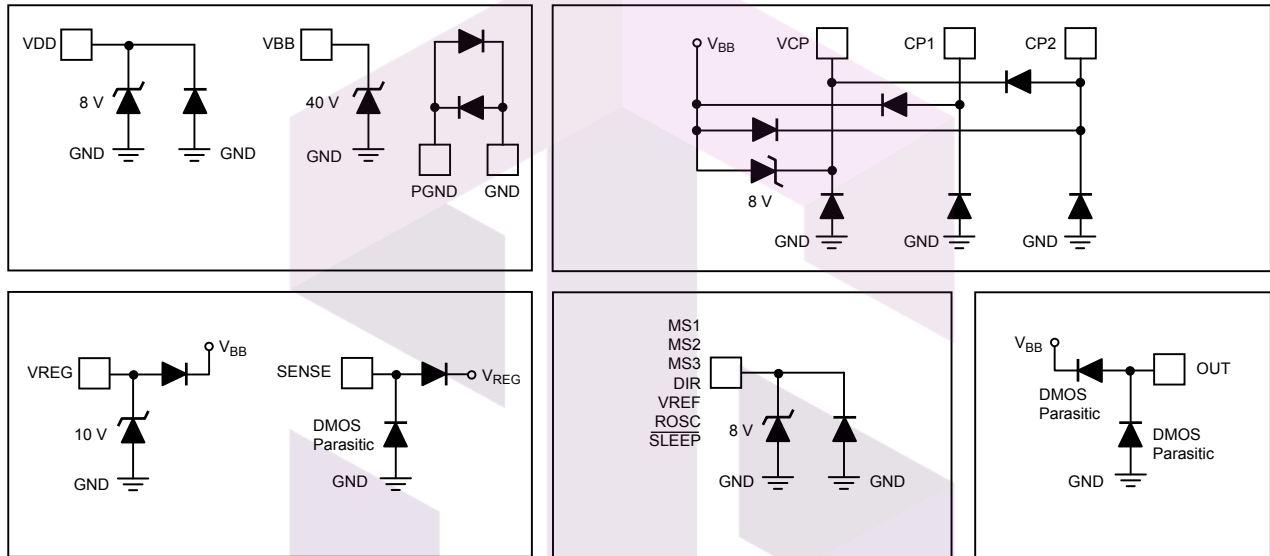 VDD
8 V
GND
GND
VBB
40 V
GND
PGND
GND
VBB
VCP
CP1
CP2
8 V
GND
GND
GND
VREG
VBB
10 V
GND
SENSE
VREG
DMOS
Parasitic
GND
MS1
MS2
MS3
DIR
VREF
ROSC
SLEEP
8 V
GND
GND
VBB
OUT
DMOS
Parasitic
DMOS
Parasitic
GND